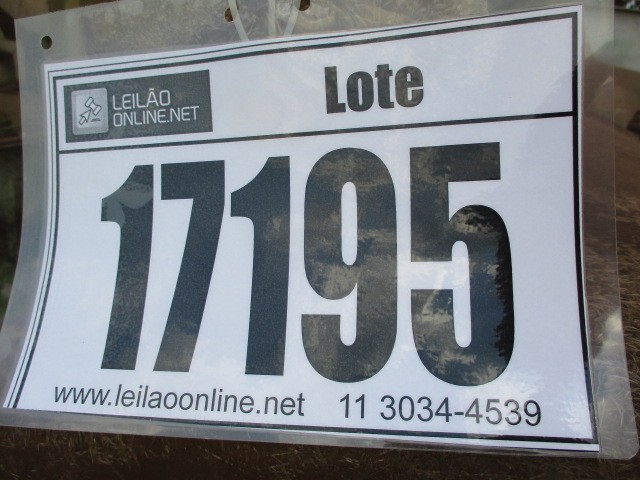 LEILÃO
ONLINE.NET
Lote
17195
www.leilaoonline.net 11 3034-4539